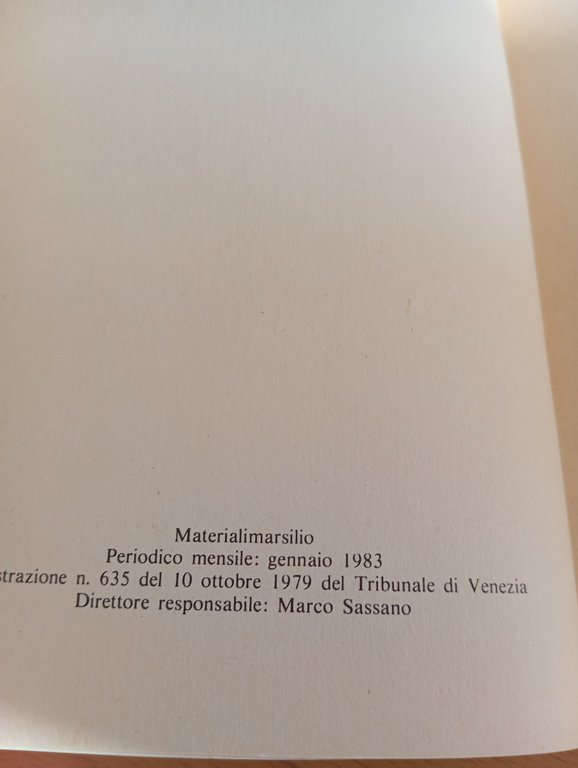 Materialimarsilio
Periodico mensile: gennaio 1983
strazione n. 635 del 10 ottobre 1979 del Tribunale di Venezia
Direttore responsabile: Marco Sassano